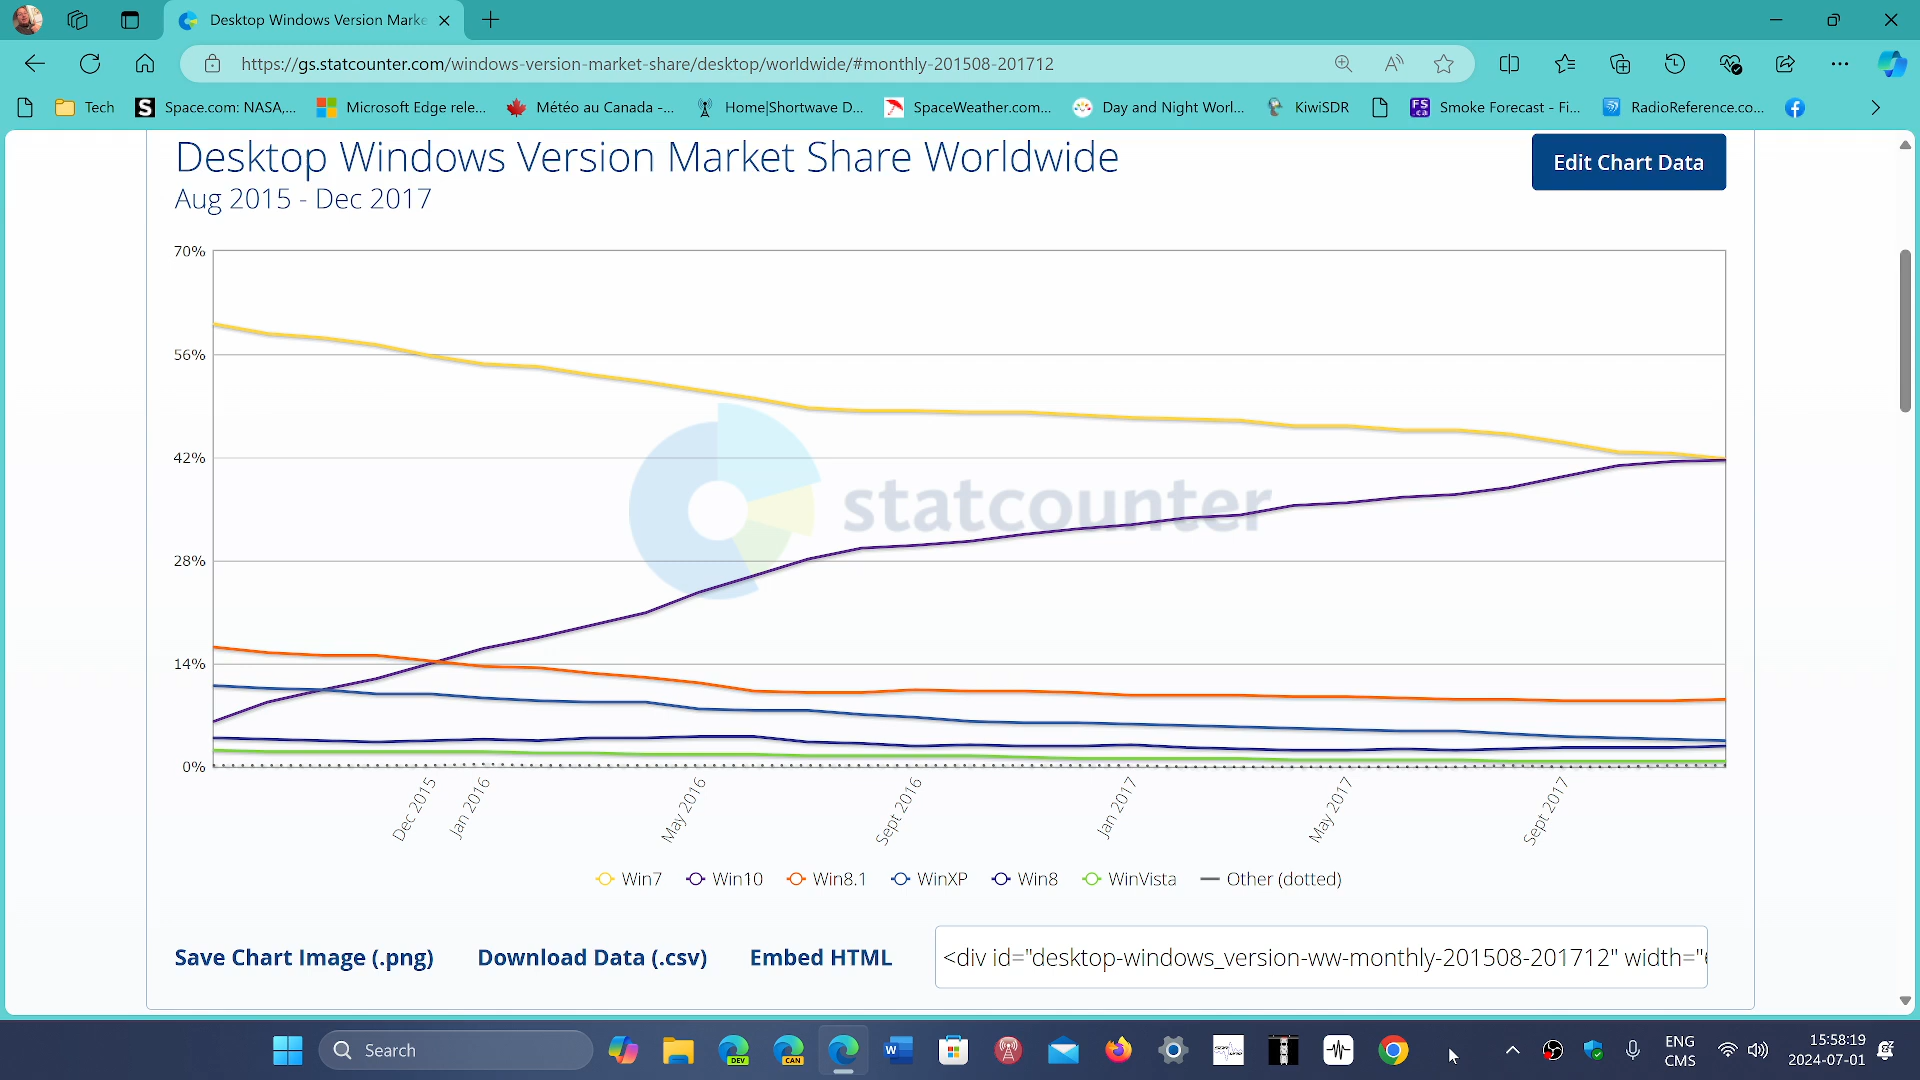 Desktop Windows Version Marke
https://gs.statcounter.com/windows-version-market-share/desktop/worldwide/#monthly-201508-201712
Tech
Space.com: NASA,...
Microsoft Edge rele...
Météo au Canada -...
Home|Shortwave D...
SpaceWeather.com...
Day and Night Worl...
KiwiSDR
Smoke Forecast - Fi...
RadioReference.co...
Desktop Windows Version Market Share Worldwide
Edit Chart Data
Aug 2015 - Dec 2017
70%
56%
42%
28%
14%
0%
statcounter
Dec 2015
Jan 2016
May 2016
Sept 2016
Jan 2017
May 2017
Sept 2017
Win7
Win10
Win8.1
WinXP
Win8
WinVista
Other (dotted)
Save Chart Image (.png)
Download Data (.csv)
Embed HTML
<div id="desktop-windows_version-ww-monthly-201508-201712" width="
Search
DEV
CAN
W
ENG
CMS
15:58:19
2024-07-01